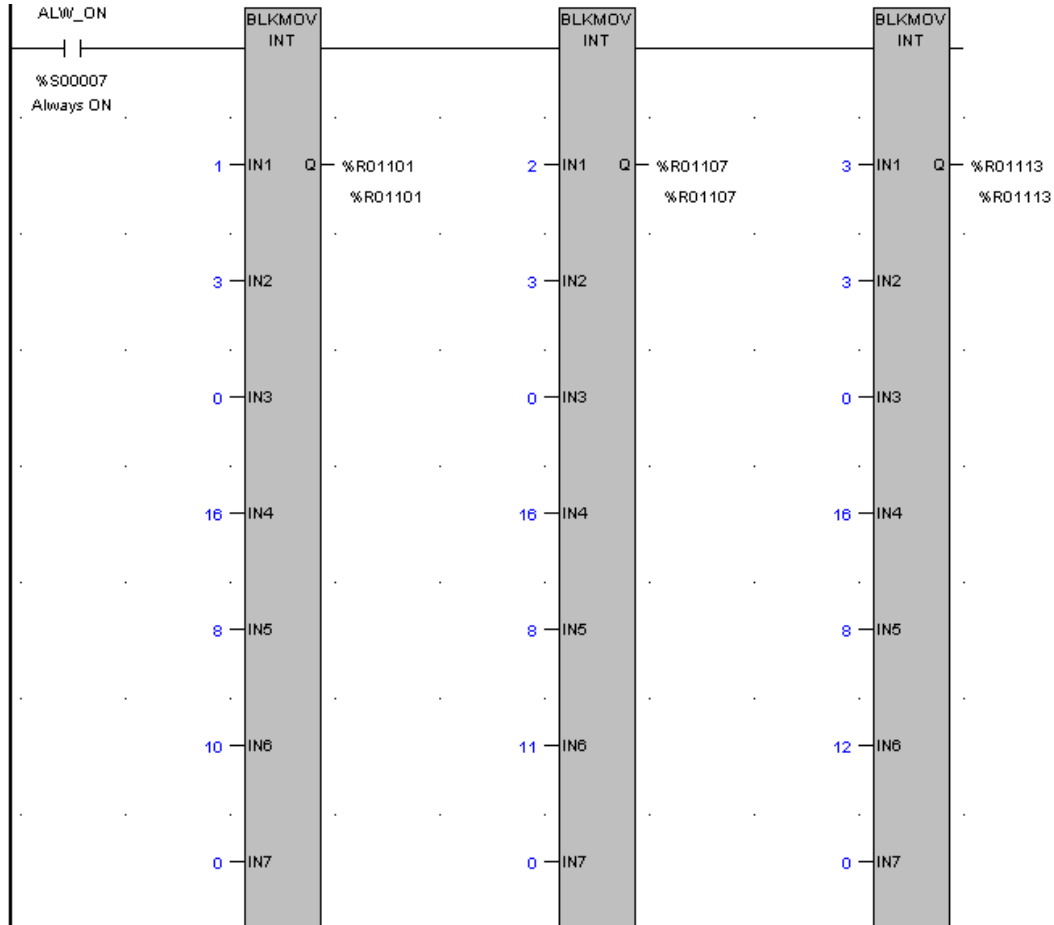 ALW_ON
%S00007
Always ON
BLKMOV
INT
BLKMOV
INT
BLKMOV
INT
1 IN1 Q %R01101 2 IN1 Q %R01107 3 IN1 Q %R01113
%R01101 %R01107 %R01113
3 IN2 3 IN2 3 IN2
0 IN3 0 IN3 0 IN3
16 IN4 16 IN4 16 IN4
8 IN5 8 IN5 8 IN5
10 IN6 11 IN6 12 IN6
0 IN7 0 IN7 0 IN7